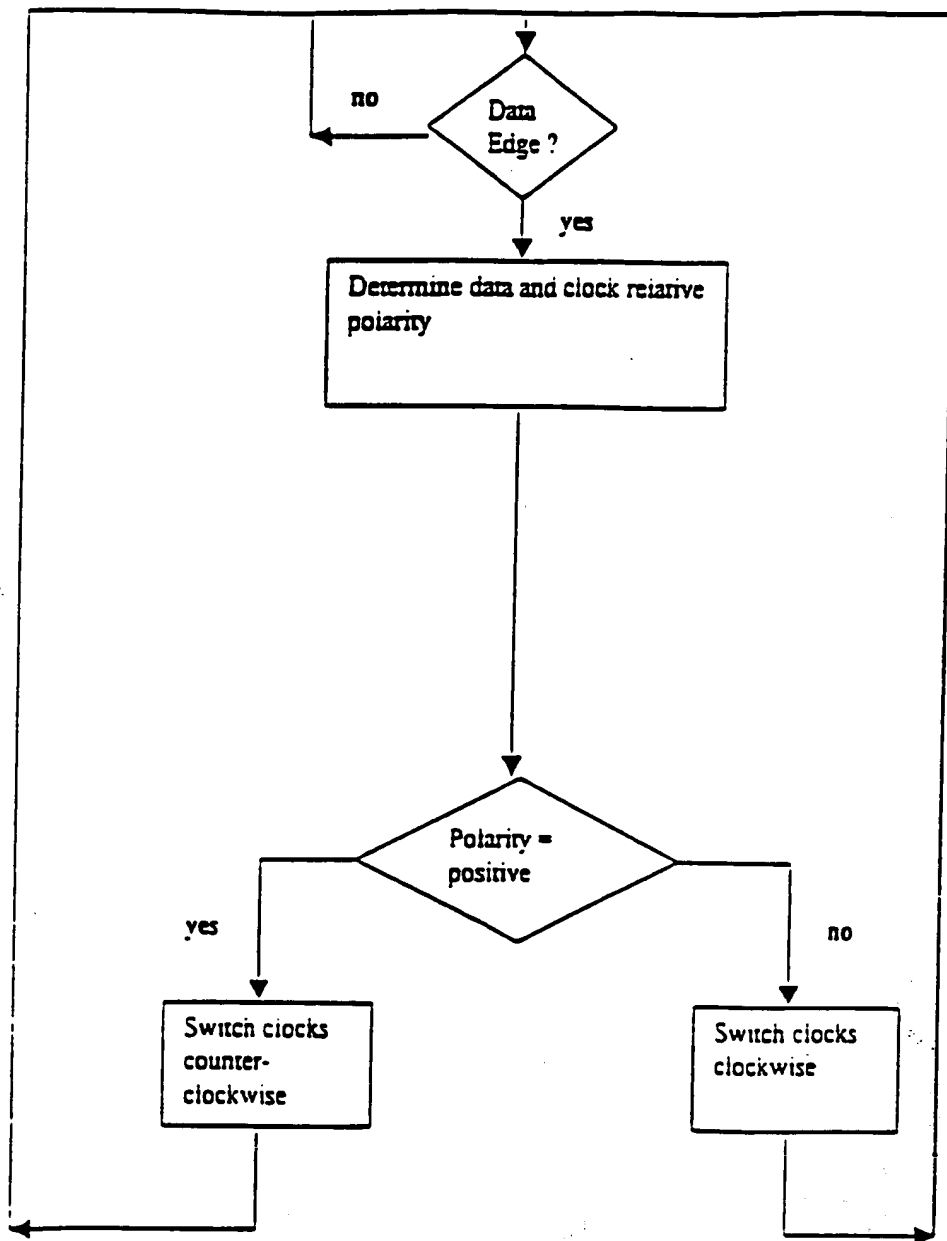 no
Data
Edge ?
yes
Determine data and clock relative
polarity
Polarity =
positive
yes
no
Switch clocks
counter-
clockwise
Switch clocks
clockwise